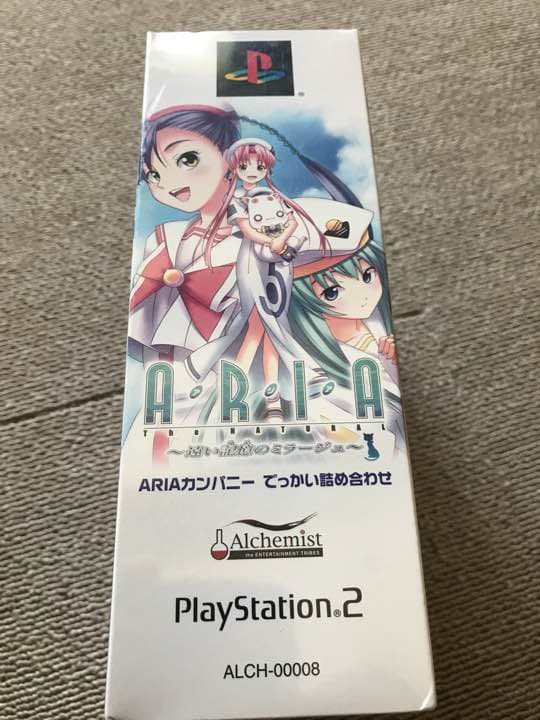 ®
5
A・R・I・A
The NATURAL
～遠い記憶のミラージュ～
ARIAカンパニー でっかい詰め合わせ
Alchemist
the ENTERTAINMENT TRIBES
PlayStation®2
ALCH-00008